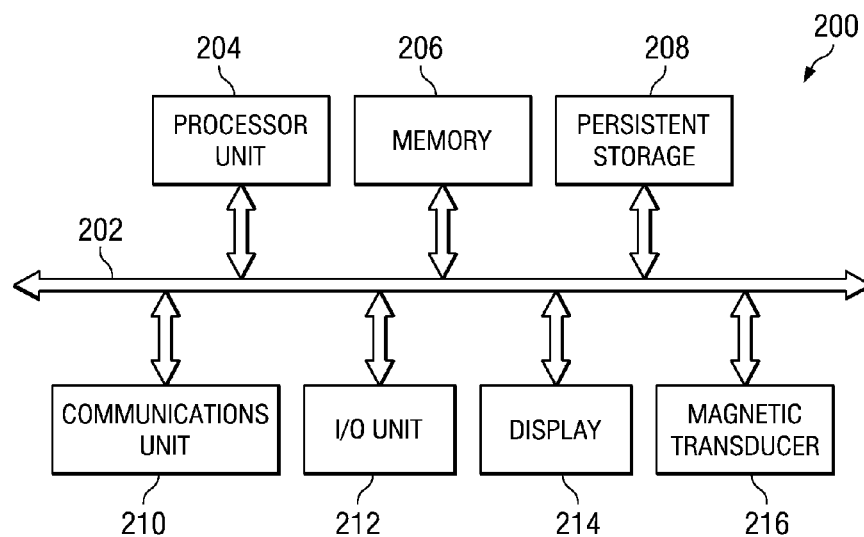 200
204
206
208
PROCESSOR
UNIT
MEMORY
PERSISTENT
STORAGE
202
COMMUNICATIONS
UNIT
I/O UNIT
DISPLAY
MAGNETIC
TRANSDUCER
210
212
214
216